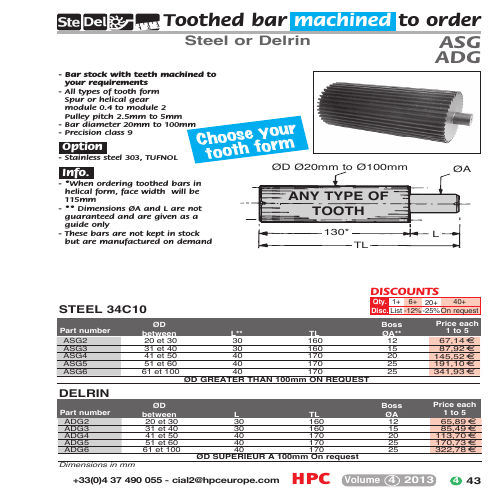 Ste Del Toothed bar machined to order
Steel or Delrin
ASG
ADG
- Bar stock with teeth machined to
your requirements
- All types of tooth form
Spur or helical gear
module 0.4 to module 2
Pulley pitch 2.5mm to 5mm
- Bar diameter 20mm to 100mm
- Precision class 9
Option
- Stainless steel 303, TUFNOL
Info.
- *When ordering toothed bars in
helical form, face width will be
115mm
- ** Dimensions ØA and L are not
guaranteed and are given as a
guide only
- These bars are not kept in stock
but are manufactured on demand
Choose your
tooth form
ØD Ø20mm to Ø100mm
ØA
ANY TYPE OF
TOOTH
130*
L
TL
DISCOUNTS
Qty. 1+ 6+ 20+ 40+
Disc. List -12% -25% On request
STEEL 34C10
Part number ØD between L** TL Boss ØA** Price each 1 to 5
ASG2 20 et 30 30 160 12 67,14 €
ASG3 31 et 40 30 160 15 87,92 €
ASG4 41 et 50 40 170 20 145,52 €
ASG5 51 et 60 40 170 25 191,10 €
ASG6 61 et 100 40 170 25 341,93 €
ØD GREATER THAN 100mm ON REQUEST
DELRIN
Part number ØD between L TL Boss ØA Price each 1 to 5
ADG2 20 et 30 30 160 12 65,89 €
ADG3 31 et 40 30 160 15 85,49 €
ADG4 41 et 50 40 170 20 113,70 €
ADG5 51 et 60 40 170 25 170,73 €
ADG6 61 et 100 40 170 25 322,78 €
ØD SUPERIEUR A 100mm On request
Dimensions in mm
+33(0)4 37 490 055 - cial2@hpceurope.com HPC Volume 4 2013 4 43